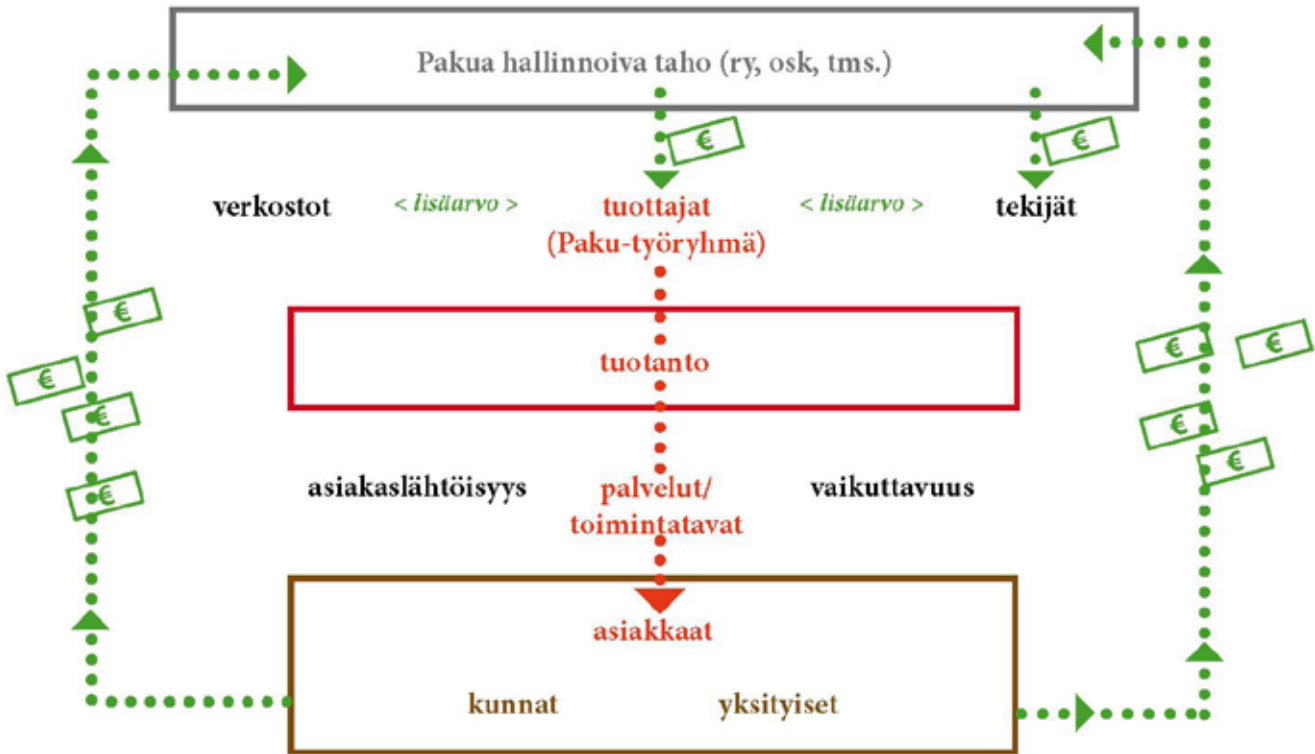 Pakua hallinnoiva taho (ry, osk, tms.)
€ €
verkostot < lisäarvo > tuottajat < lisäarvo > tekijät
(Paku-työryhmä)
€
€ €
€
tuotanto
€
€
€
asiakaslähtöisyys palvelut/ vaikuttavuus
€
toimintatavat
asiakkaat
kunnat yksityiset